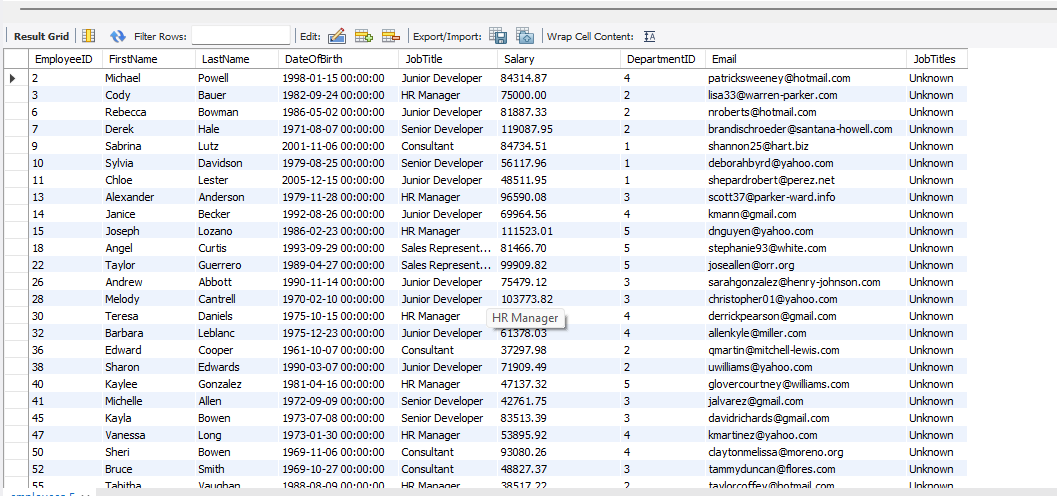 Result Grid Filter Rows: Edit: Export/Import: Wrap Cell Content: IA
EmployeeID FirstName LastName DateOfBirth JobTitle Salary DepartmentID Email JobTitles
2 Michael Powell 1998-01-15 00:00:00 Junior Developer 84314.87 4 patricksweeney@hotmail.com Unknown
3 Cody Bauer 1982-09-24 00:00:00 HR Manager 75000.00 2 lisa33@warren-parker.com Unknown
6 Rebecca Bowman 1986-05-02 00:00:00 Junior Developer 81887.33 2 nroberts@hotmail.com Unknown
7 Derek Hale 1971-08-07 00:00:00 Senior Developer 119087.95 2 brandischroeder@santana-howell.com Unknown
9 Sabrina Lutz 2001-11-06 00:00:00 Consultant 84734.51 1 shannon25@hart.biz Unknown
10 Sylvia Davidson 1979-08-25 00:00:00 Senior Developer 56117.96 1 deborahbyrd@yahoo.com Unknown
11 Chloe Lester 2005-12-15 00:00:00 Junior Developer 48511.95 1 shepardrobert@perez.net Unknown
13 Alexander Anderson 1979-11-28 00:00:00 HR Manager 96590.08 3 scott37@parker-ward.info Unknown
14 Janice Becker 1992-08-26 00:00:00 Junior Developer 69964.56 4 kmann@gmail.com Unknown
15 Joseph Lozano 1986-02-23 00:00:00 HR Manager 111523.01 5 dnguyen@yahoo.com Unknown
18 Angel Curtis 1993-09-29 00:00:00 Sales Represent... 81466.70 5 stephanie93@white.com Unknown
22 Taylor Guerrero 1989-04-27 00:00:00 Sales Represent... 99909.82 5 joseallen@orr.org Unknown
26 Andrew Abbott 1990-11-14 00:00:00 Junior Developer 75479.12 3 sarahgonzalez@henry-johnson.com Unknown
28 Melody Cantrell 1970-02-10 00:00:00 Junior Developer 103773.82 3 christopher01@yahoo.com Unknown
30 Teresa Daniels 1975-10-15 00:00:00 HR Manager HR Manager 4 derrickpearson@gmail.com Unknown
32 Barbara Leblanc 1975-12-23 00:00:00 Junior Developer 61378.03 4 allenkyle@miller.com Unknown
36 Edward Cooper 1961-10-07 00:00:00 Consultant 37297.98 2 qmartin@mitchell-lewis.com Unknown
38 Sharon Edwards 1990-03-07 00:00:00 Junior Developer 71909.49 2 uwilliams@yahoo.com Unknown
40 Kaylee Gonzalez 1981-04-16 00:00:00 HR Manager 47137.32 5 glovercourtney@williams.com Unknown
41 Michelle Allen 1972-09-09 00:00:00 Senior Developer 42761.75 3 jalvarez@gmail.com Unknown
45 Kayla Bowen 1973-07-08 00:00:00 Senior Developer 83513.39 3 davidrichards@gmail.com Unknown
47 Vanessa Long 1973-01-30 00:00:00 HR Manager 53895.92 4 kmartinez@yahoo.com Unknown
50 Sheri Bowen 1969-11-06 00:00:00 Consultant 93080.26 4 claytonmelissa@moreno.org Unknown
52 Bruce Smith 1969-10-27 00:00:00 Consultant 48827.37 3 tammyduncan@flores.com Unknown
55 Tabitha Vaughan 1988-08-09 00:00:00 HR Manager 38517.22 2 taylorcoffey@hotmail.com Unknown